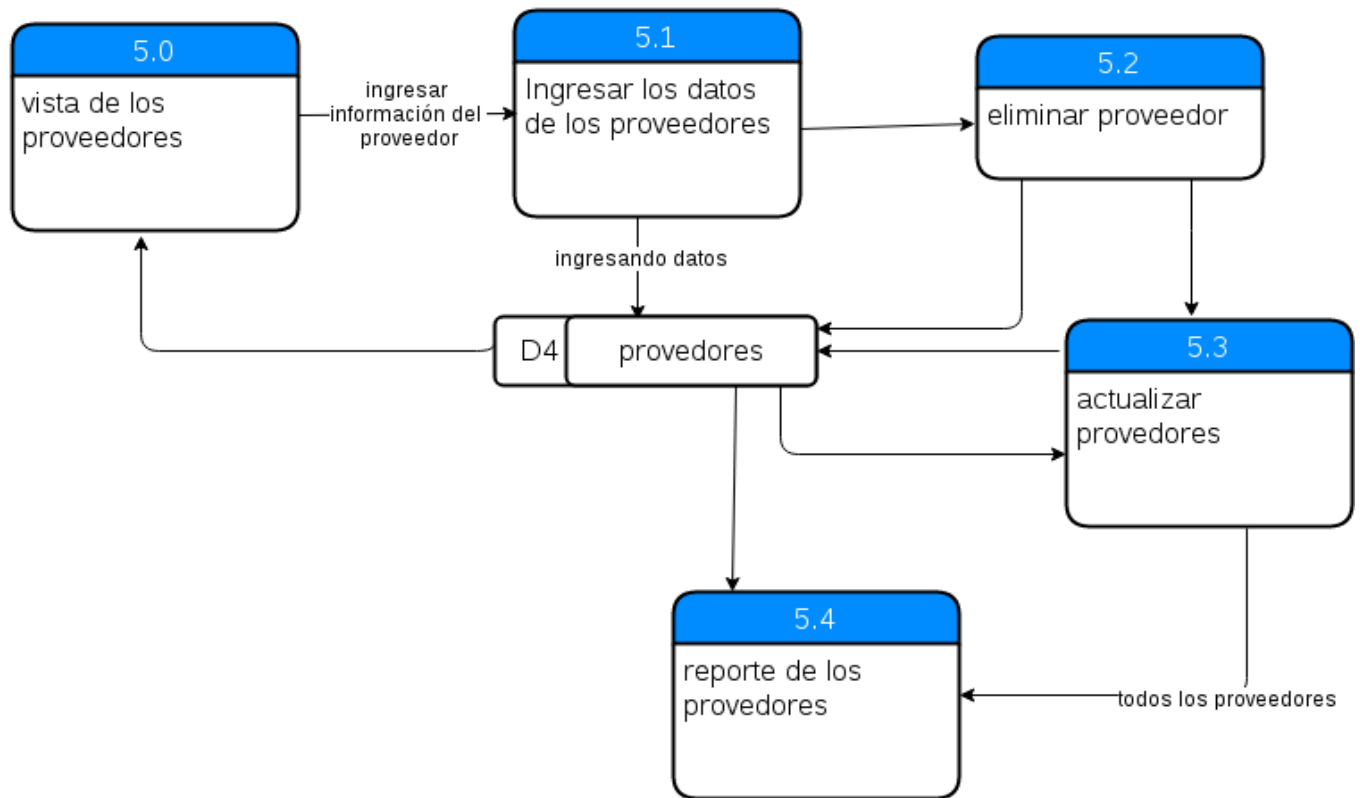 5.0
vista de los
proveedores
ingresar
información del
proveedor
5.1
Ingresar los datos
de los proveedores
5.2
eliminar proveedor
ingresando datos
D4
provedores
5.3
actualizar
provedores
5.4
reporte de los
provedores
todos los proveedores